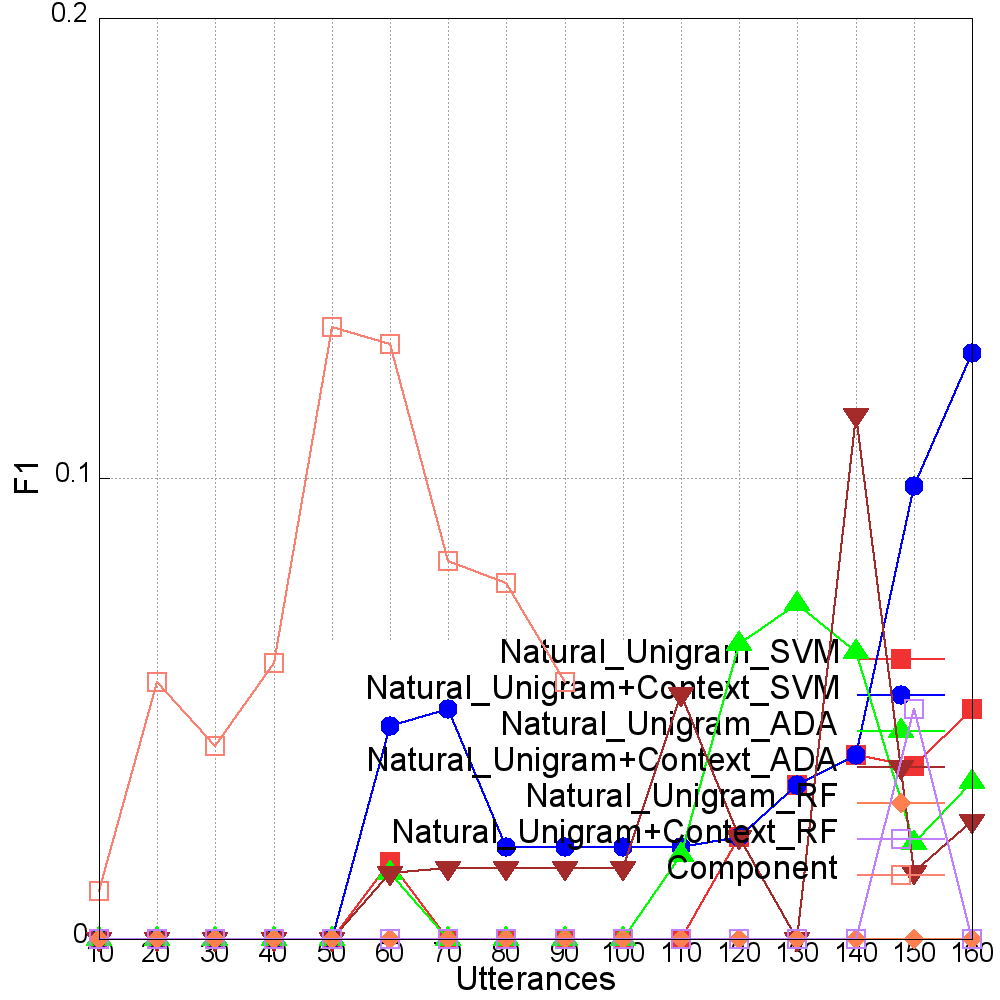 0.2
0.1
0
F1
Natural_Unigram_SVM
Natural_Unigram+Context_SVM
Natural_Unigram_ADA
Natural_Unigram+Context_ADA
Natural_Unigram_RF
Natural_Unigram+Context_RF
Component
10 20 30 40 50 60 70 80 90 100 110 120 130 140 150 160
Utterances